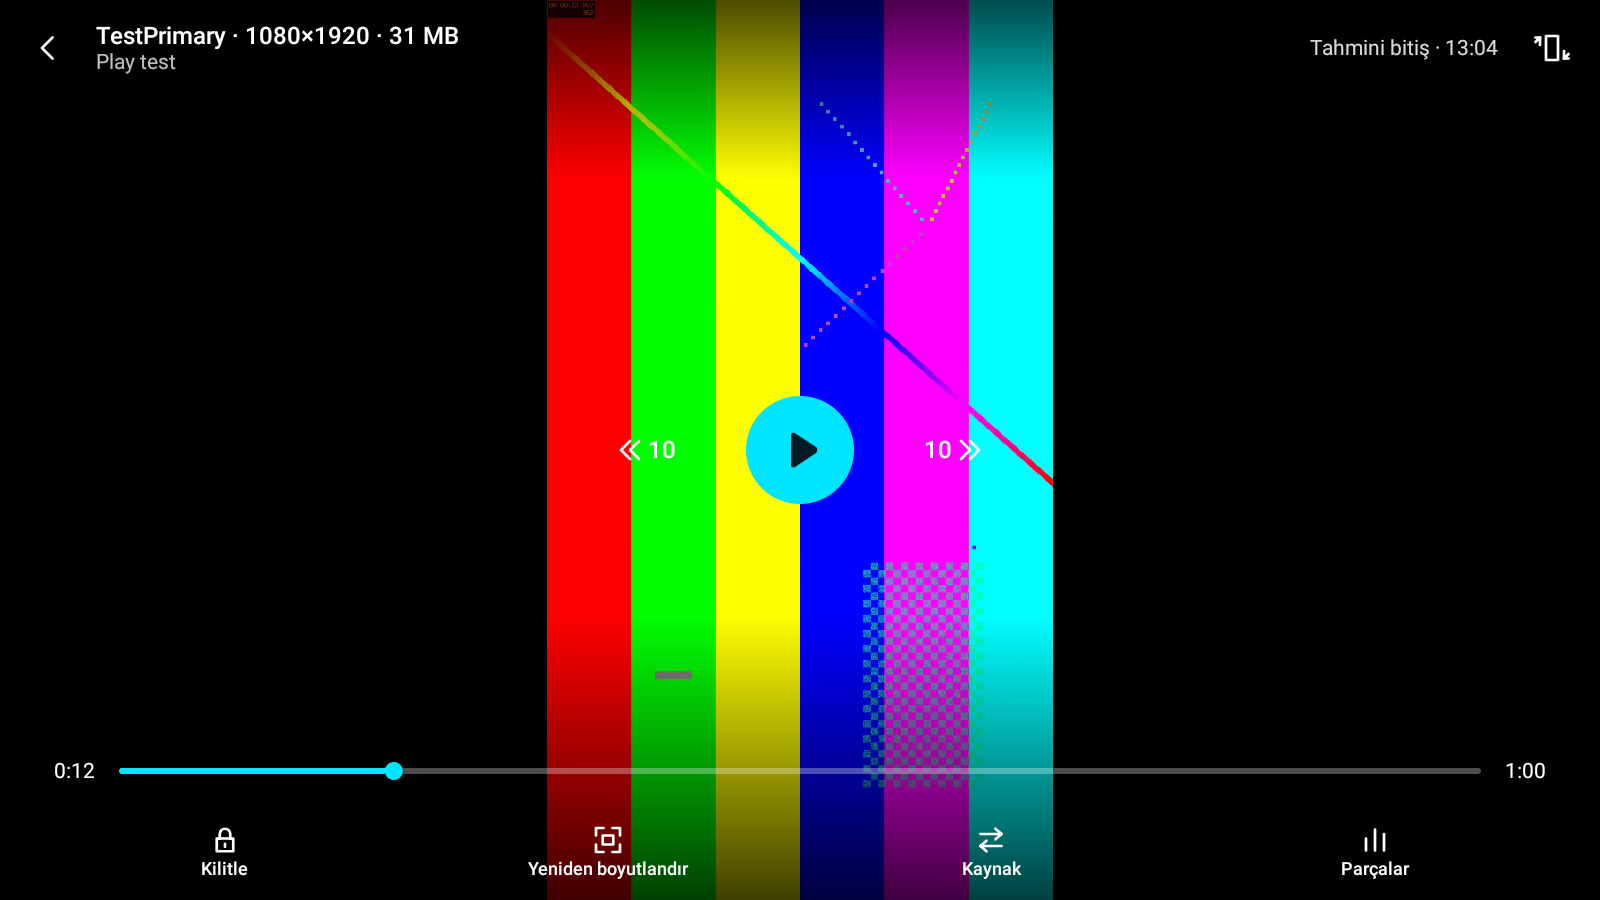 TestPrimary · 1080×1920 · 31 MB
Play test
Tahmini bitiş · 13:04
10
10
0:12
1:00
Kilitle
Yeniden boyutlandır
Kaynak
Parçalar